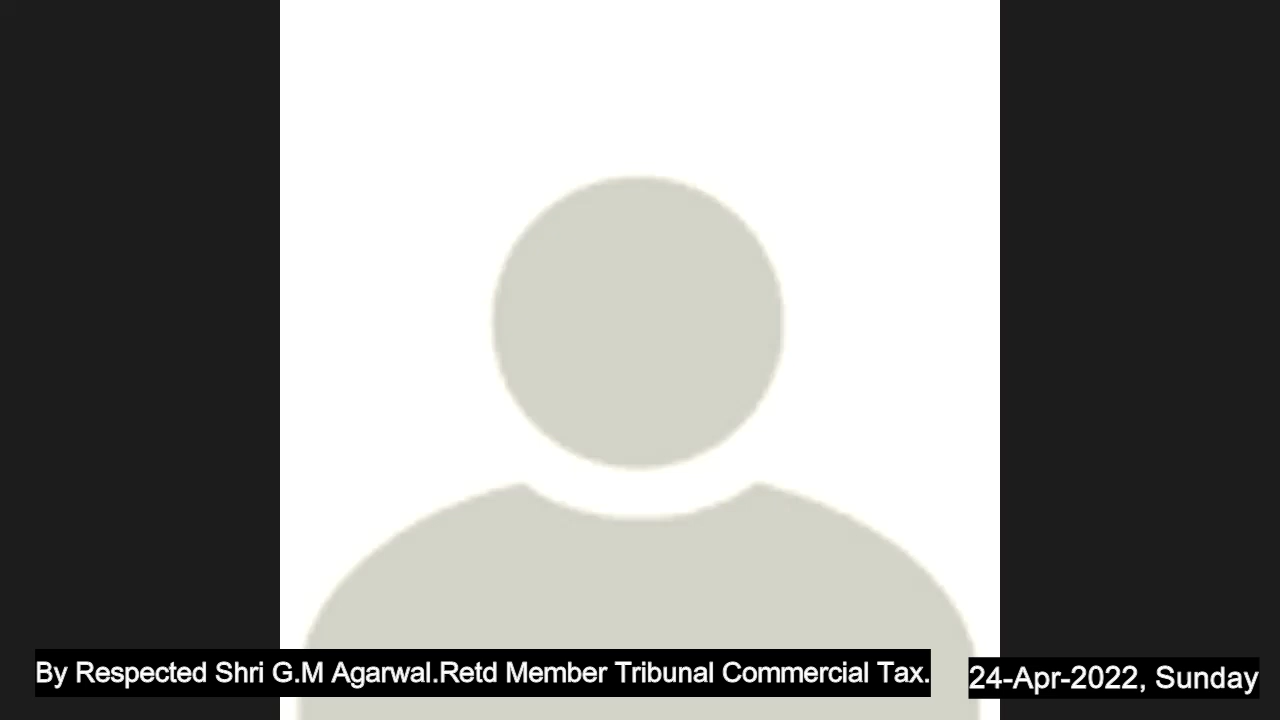 By Respected Shri G.M Agarwal.Retd Member Tribunal Commercial Tax.
24-Apr-2022, Sunday